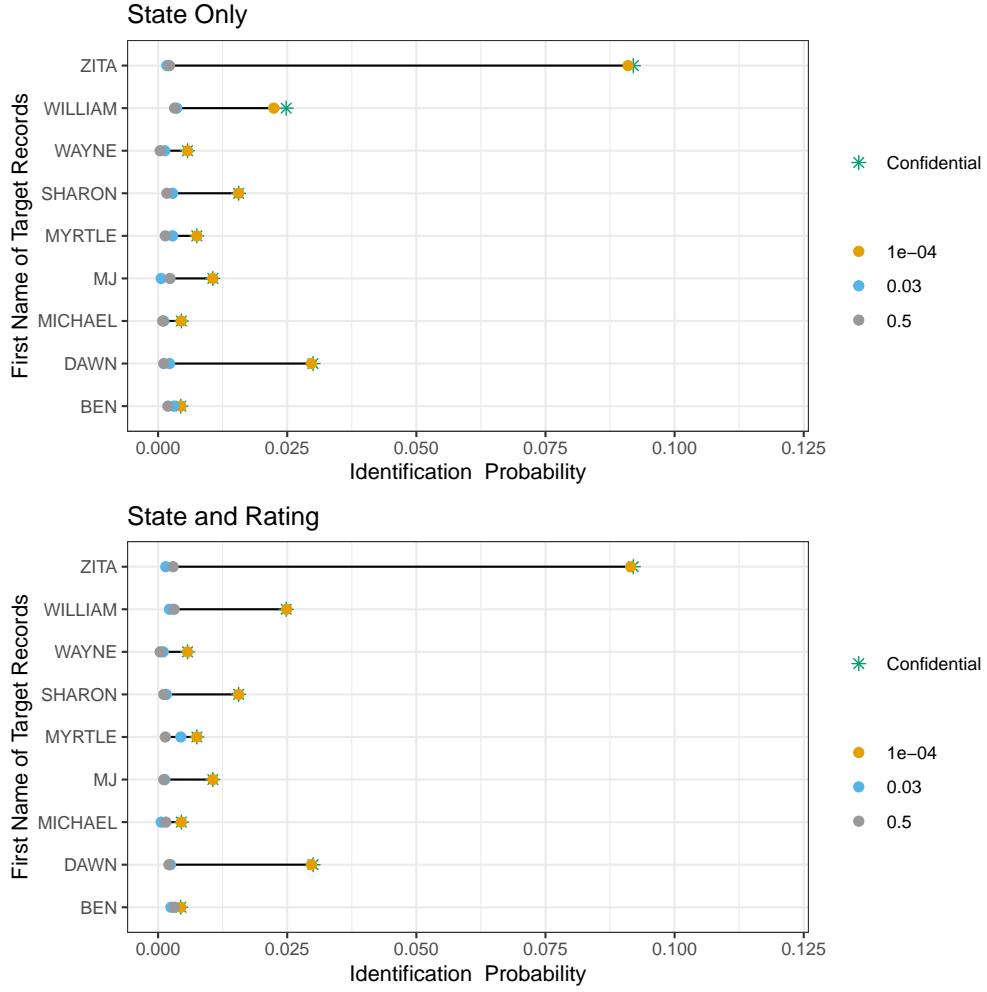 State Only
First Name of Target Records
ZITA
WILLIAM
WAYNE
SHARON
MYRTLE
MJ
MICHAEL
DAWN
BEN
0.000 0.025 0.050 0.075 0.100 0.125
Identification Probability
Confidential
1e−04
0.03
0.5
State and Rating
First Name of Target Records
ZITA
WILLIAM
WAYNE
SHARON
MYRTLE
MJ
MICHAEL
DAWN
BEN
0.000 0.025 0.050 0.075 0.100 0.125
Identification Probability
Confidential
1e−04
0.03
0.5